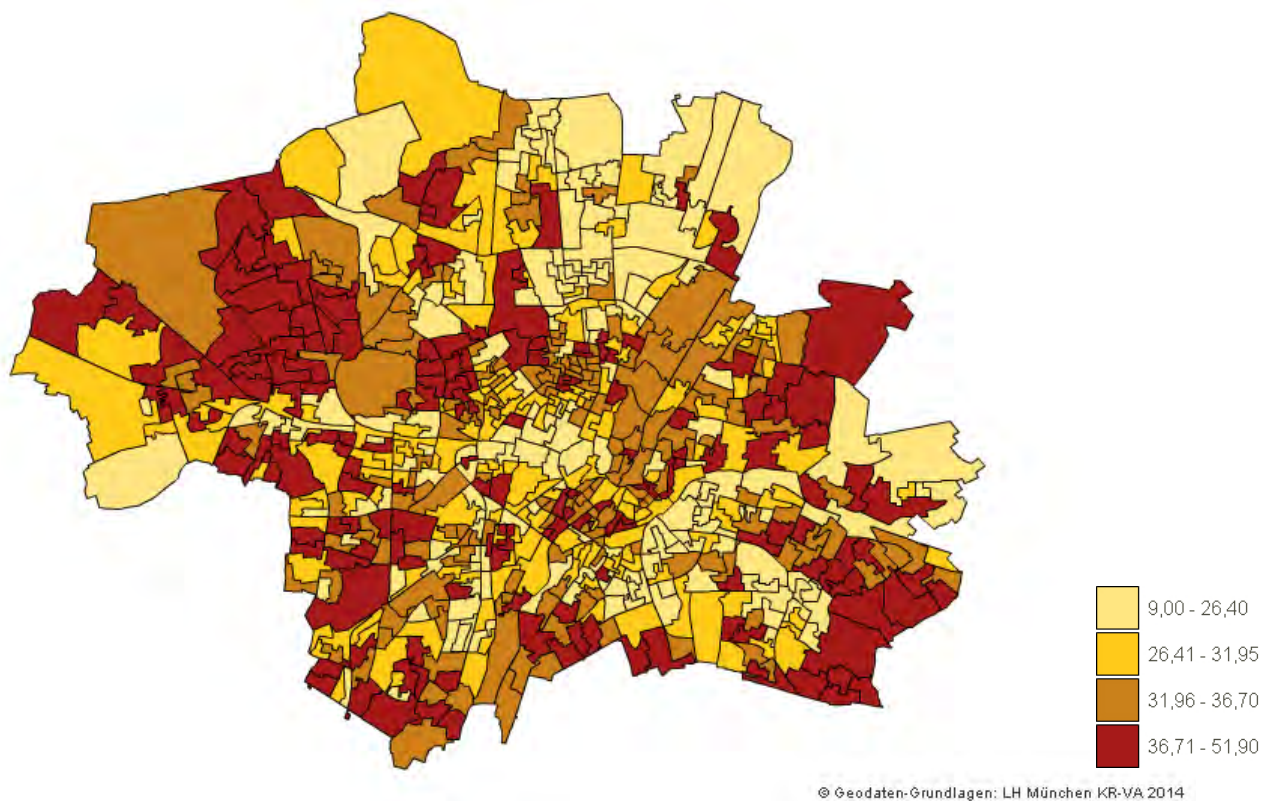 9,00 - 26,40
26,41 - 31,95
31,96 - 36,70
36,71 - 51,90
© Geodaten-Grundlagen: LH München KR-VA 2014